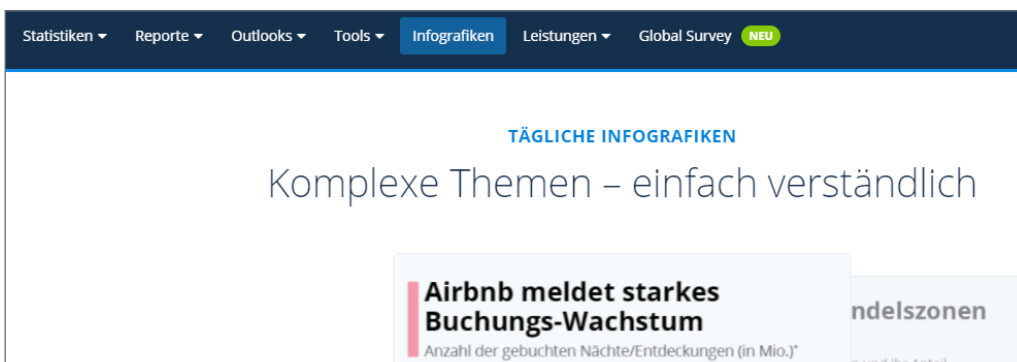 Statistiken Reporte Outlooks Tools Infografiken Leistungen Global Survey NEU
TÄGLICHE INFOGRAFIKEN
Komplexe Themen – einfach verständlich
Airbnb meldet starkes
Buchungs-Wachstum
ndelszonen
Anzahl der gebuchten Nächte/Entdeckungen (in Mio.)*